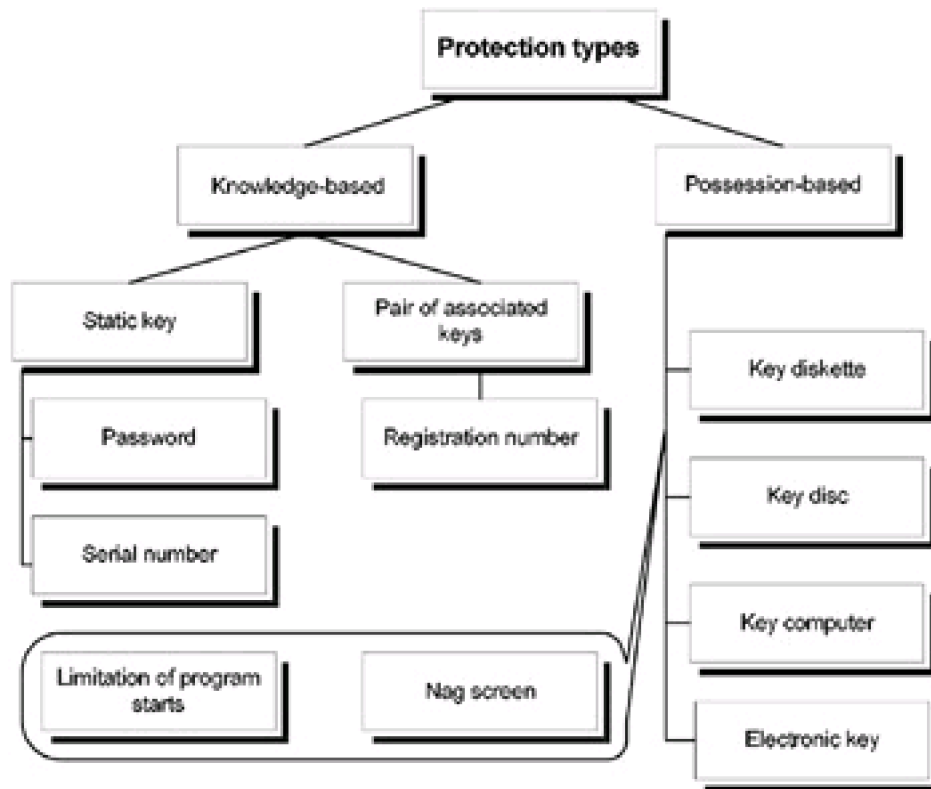 Protection types
Knowledge-based
Possession-based
Static key
Pair of associated
keys
Key diskette
Password
Registration number
Key disc
Serial number
Key computer
Limitation of program
starts
Nag screen
Electronic key